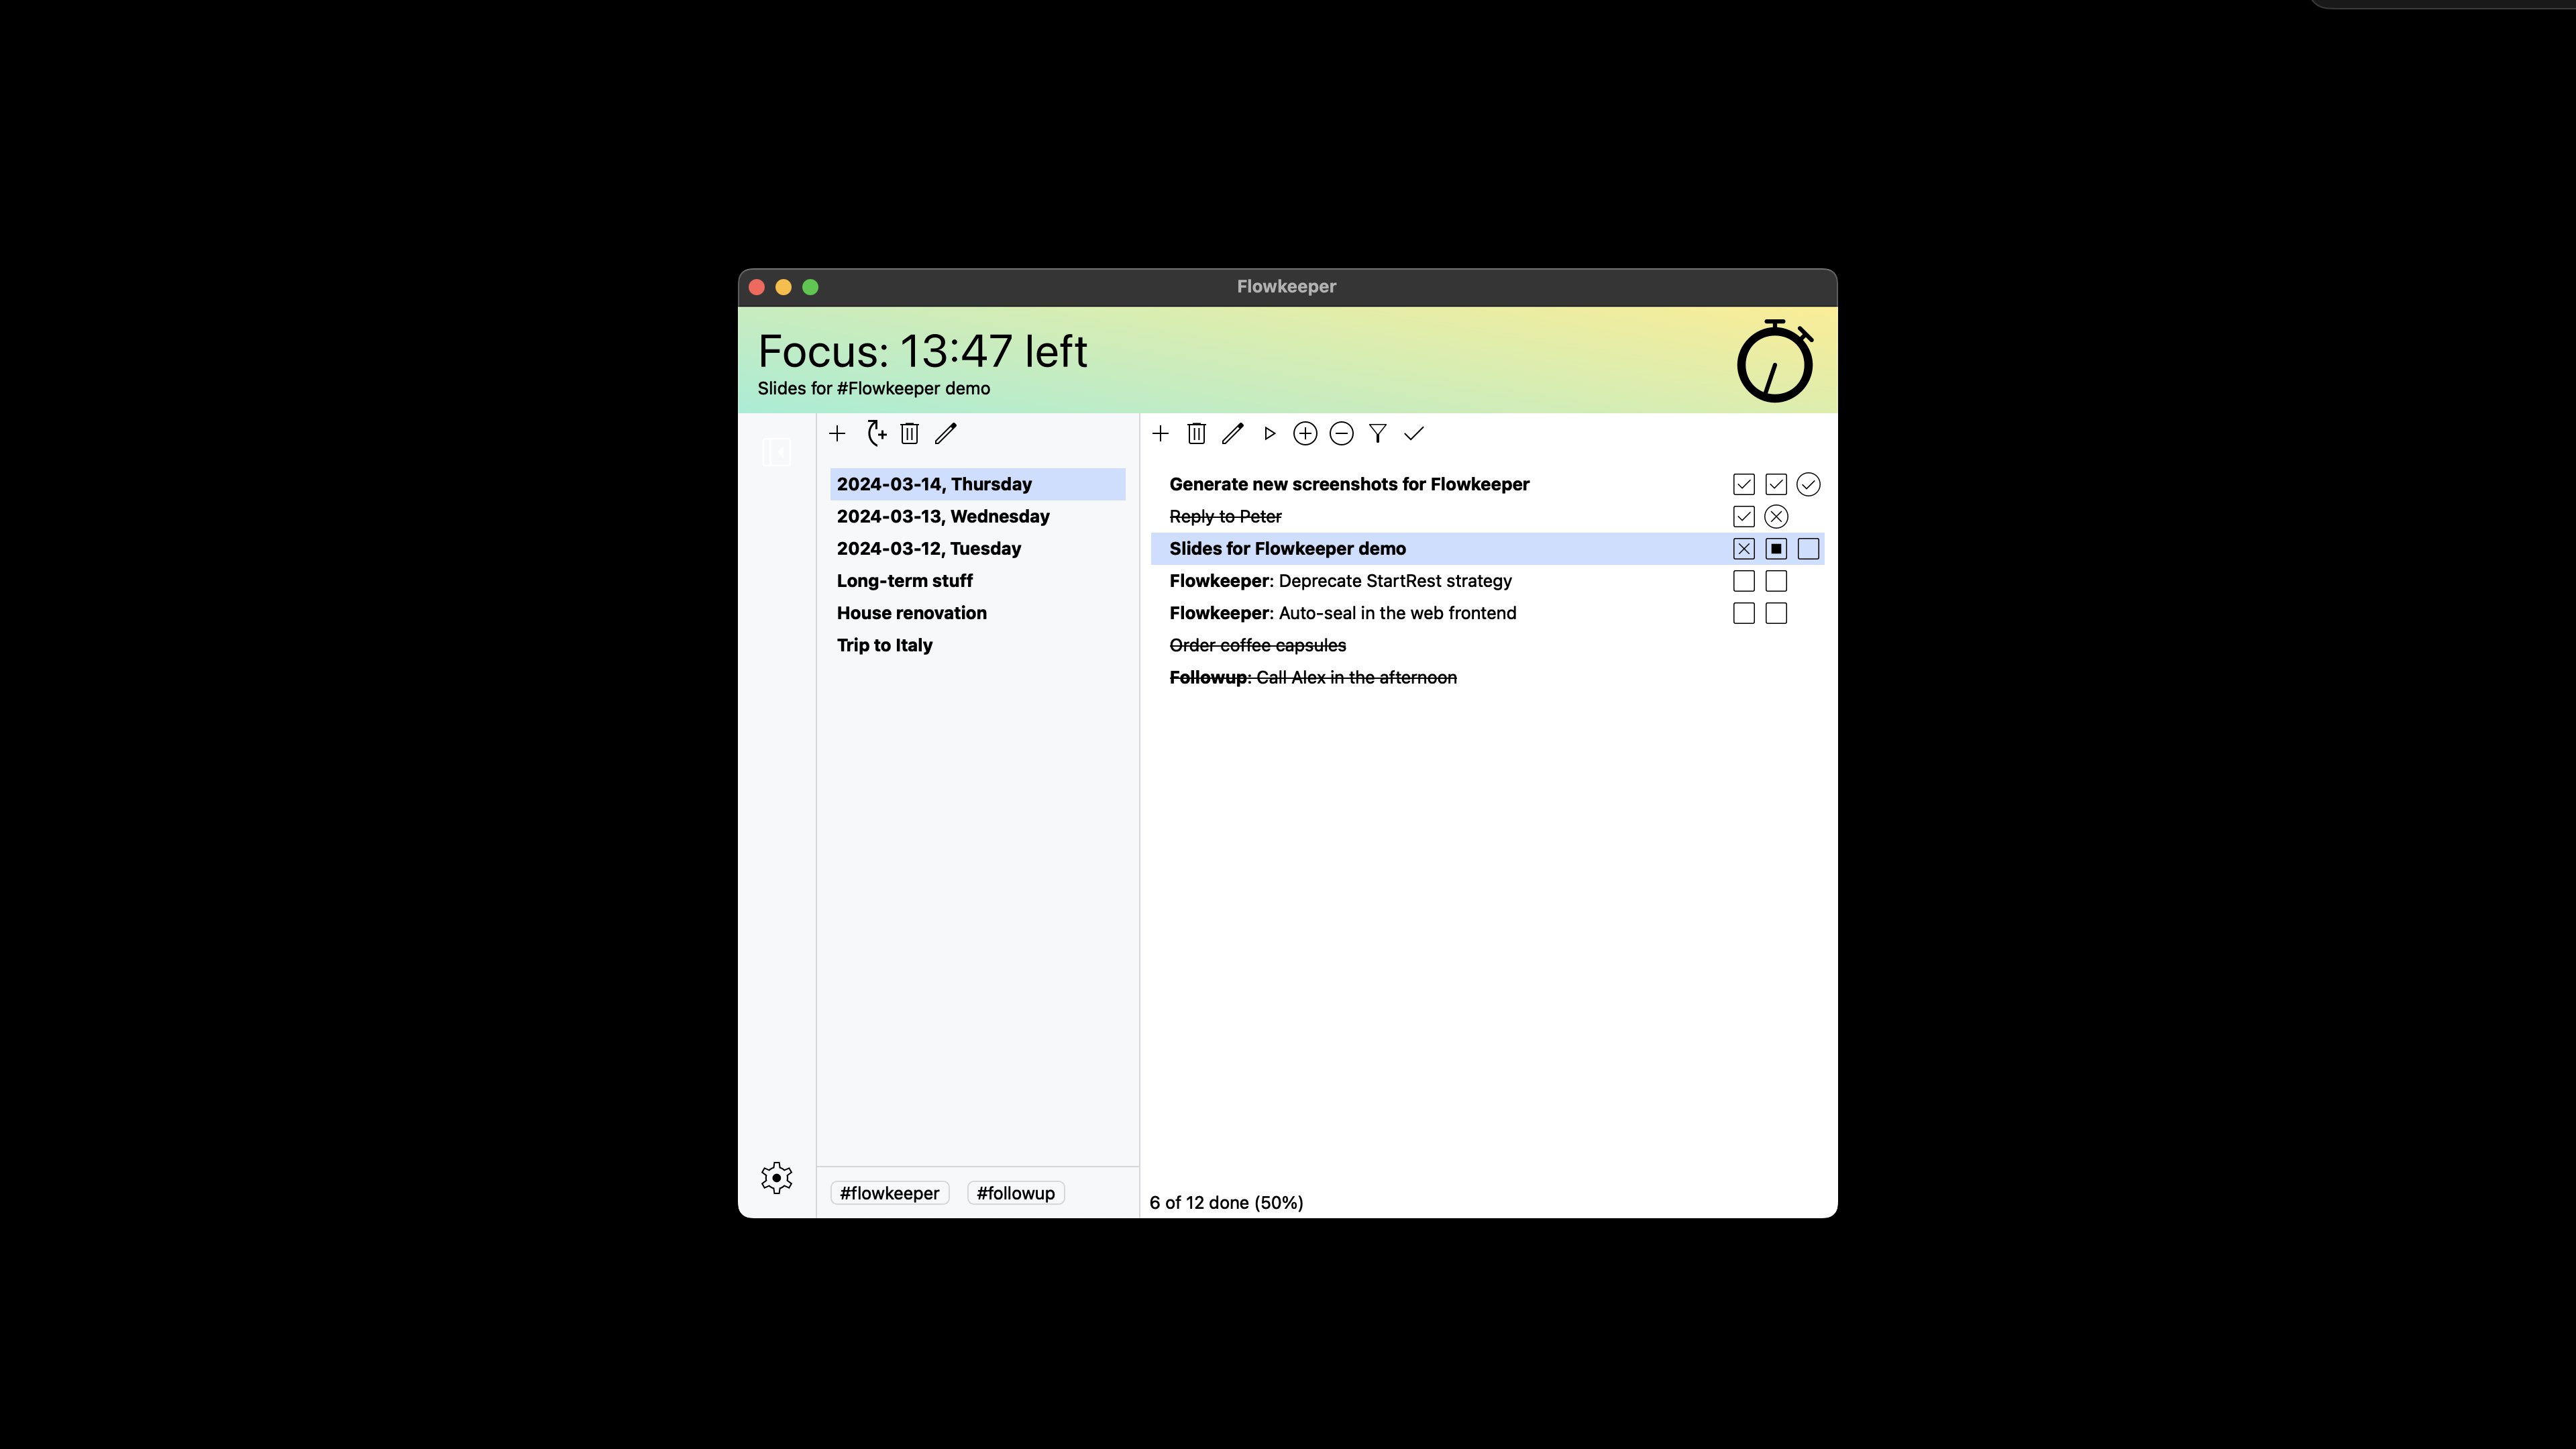 Flowkeeper
Focus: 13:47 left
Slides for #Flowkeeper demo
2024-03-14, Thursday
2024-03-13, Wednesday
2024-03-12, Tuesday
Long-term stuff
House renovation
Trip to Italy
#flowkeeper #followup
Generate new screenshots for Flowkeeper
Reply to Peter
Slides for Flowkeeper demo
Flowkeeper: Deprecate StartRest strategy
Flowkeeper: Auto-seal in the web frontend
Order coffee capsules
Followup: Call Alex in the afternoon
6 of 12 done (50%)